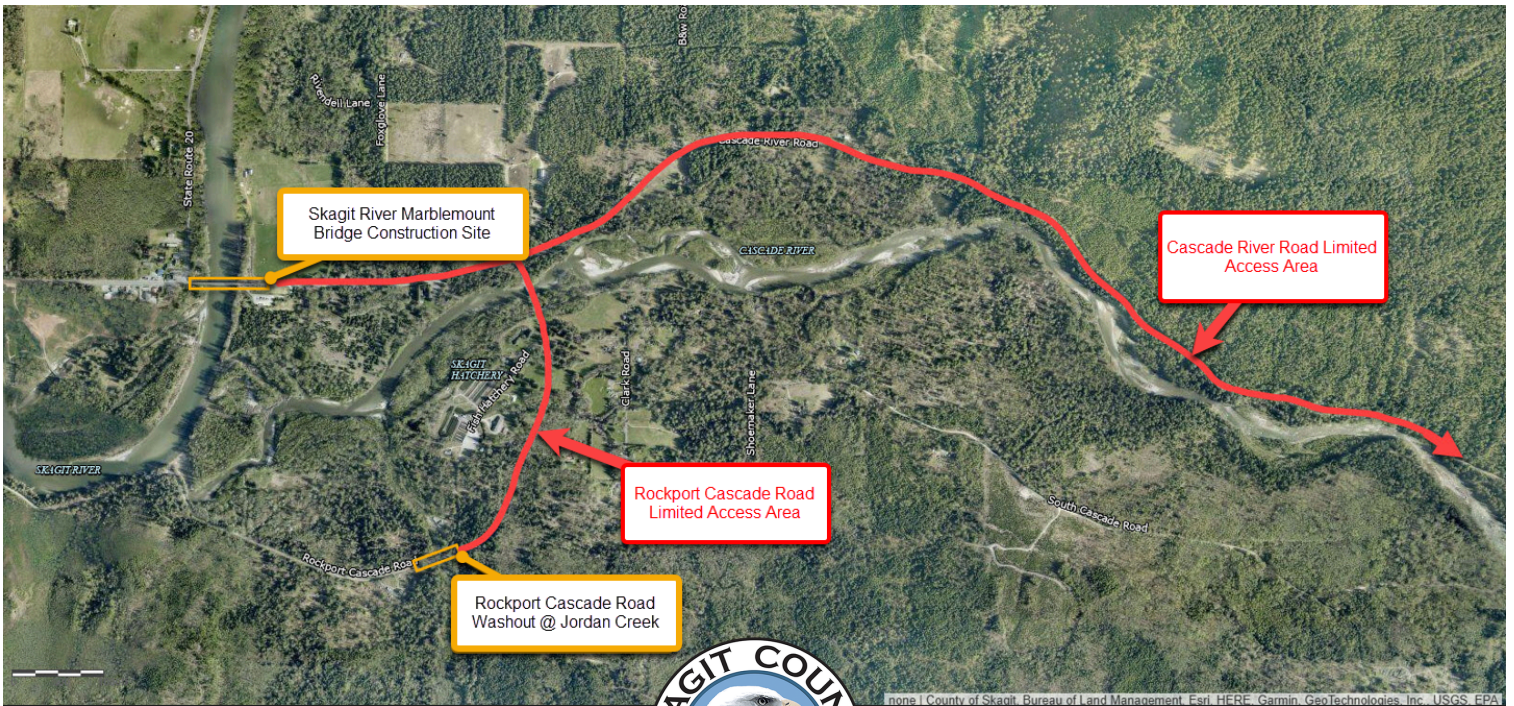 B&W Ro
Rivendell Lane
Foxglove Lane
State Route 20
Cascade River Road
Skagit River Marblemount
Bridge Construction Site
CASCADE RIVER
Cascade River Road Limited
Access Area
SKAGIT
HATCHERY
Fish Hatchery Road
Clark Road
Shoemaker Lane
SKAGIT RIVER
Rockport Cascade Road
Limited Access Area
South Cascade Road
Rockport Cascade Roa
Rockport Cascade Road
Washout @ Jordan Creek
AGIT COUN
none | County of Skagit, Bureau of Land Management, Esri, HERE, Garmin, GeoTechnologies, Inc., USGS, EPA